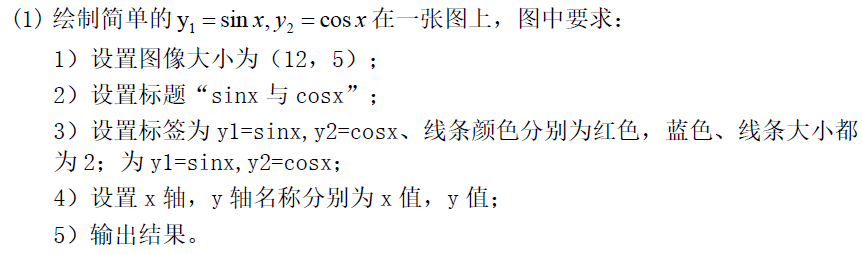 (1) 绘制简单的 y₁ = sin x, y₂ = cos x 在一张图上，图中要求：
1）设置图像大小为（12，5）；
2）设置标题“sinx 与 cosx”；
3）设置标签为 y1=sinx,y2=cosx、线条颜色分别为红色，蓝色、线条大小都
为 2；为 y1=sinx,y2=cosx;
4）设置 x 轴，y 轴名称分别为 x 值，y 值；
5）输出结果。